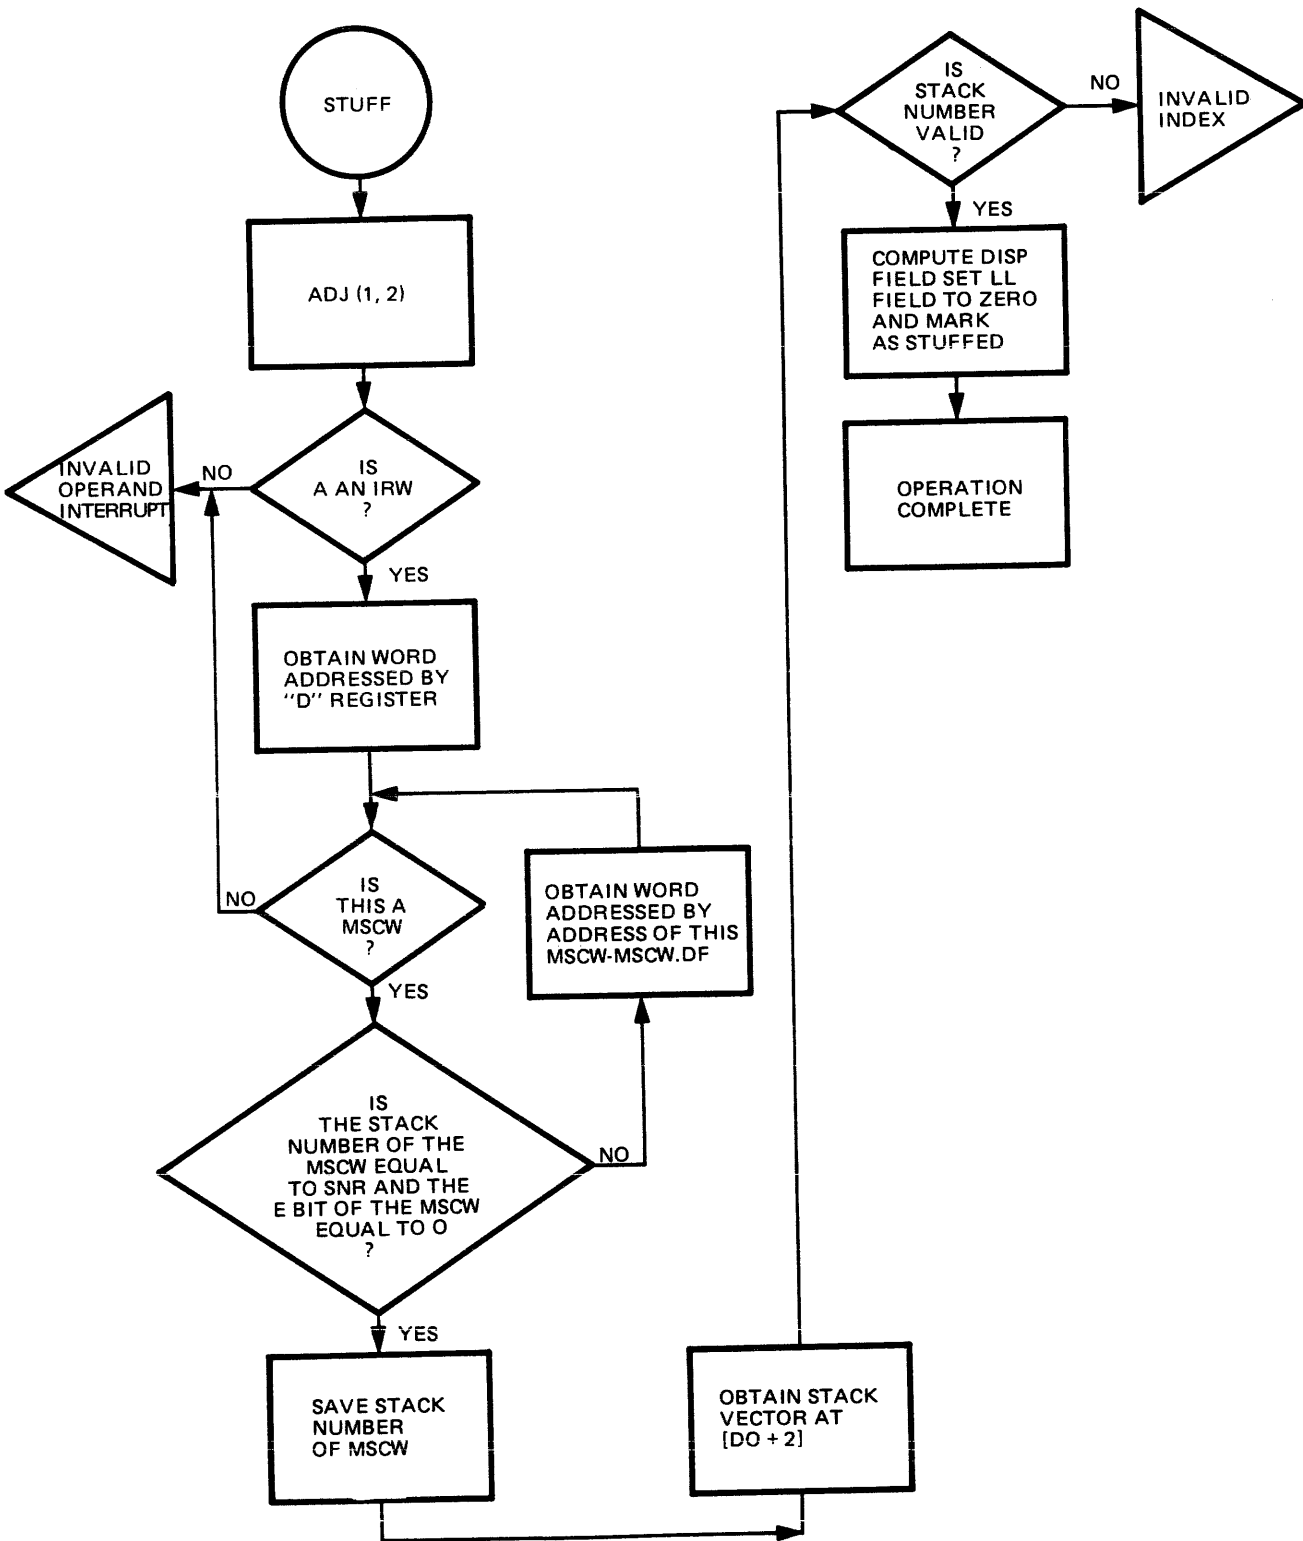 STUFF
ADJ (1, 2)
IS
A AN IRW
?
NO
INVALID
OPERAND
INTERRUPT
YES
OBTAIN WORD
ADDRESSED BY
"D" REGISTER
IS
THIS A
MSCW
?
NO
YES
OBTAIN WORD
ADDRESSED BY
ADDRESS OF THIS
MSCW-MSCW.DF
IS
THE STACK
NUMBER OF THE
MSCW EQUAL
TO SNR AND THE
E BIT OF THE MSCW
EQUAL TO O
?
NO
YES
SAVE STACK
NUMBER
OF MSCW
OBTAIN STACK
VECTOR AT
[DO + 2]
IS
STACK
NUMBER
VALID
?
NO
INVALID
INDEX
YES
COMPUTE DISP
FIELD SET LL
FIELD TO ZERO
AND MARK
AS STUFFED
OPERATION
COMPLETE